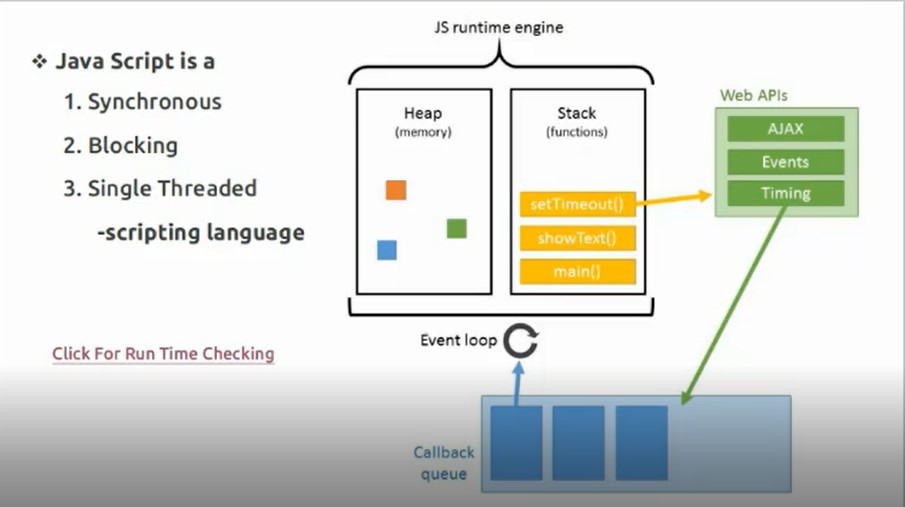 JS runtime engine
❖ Java Script is a
1. Synchronous
2. Blocking
3. Single Threaded
-scripting language
Click For Run Time Checking
Heap
(memory)
Stack
(functions)
setTimeout()
showText()
main()
Web APIs
AJAX
Events
Timing
Event loop
Callback
queue